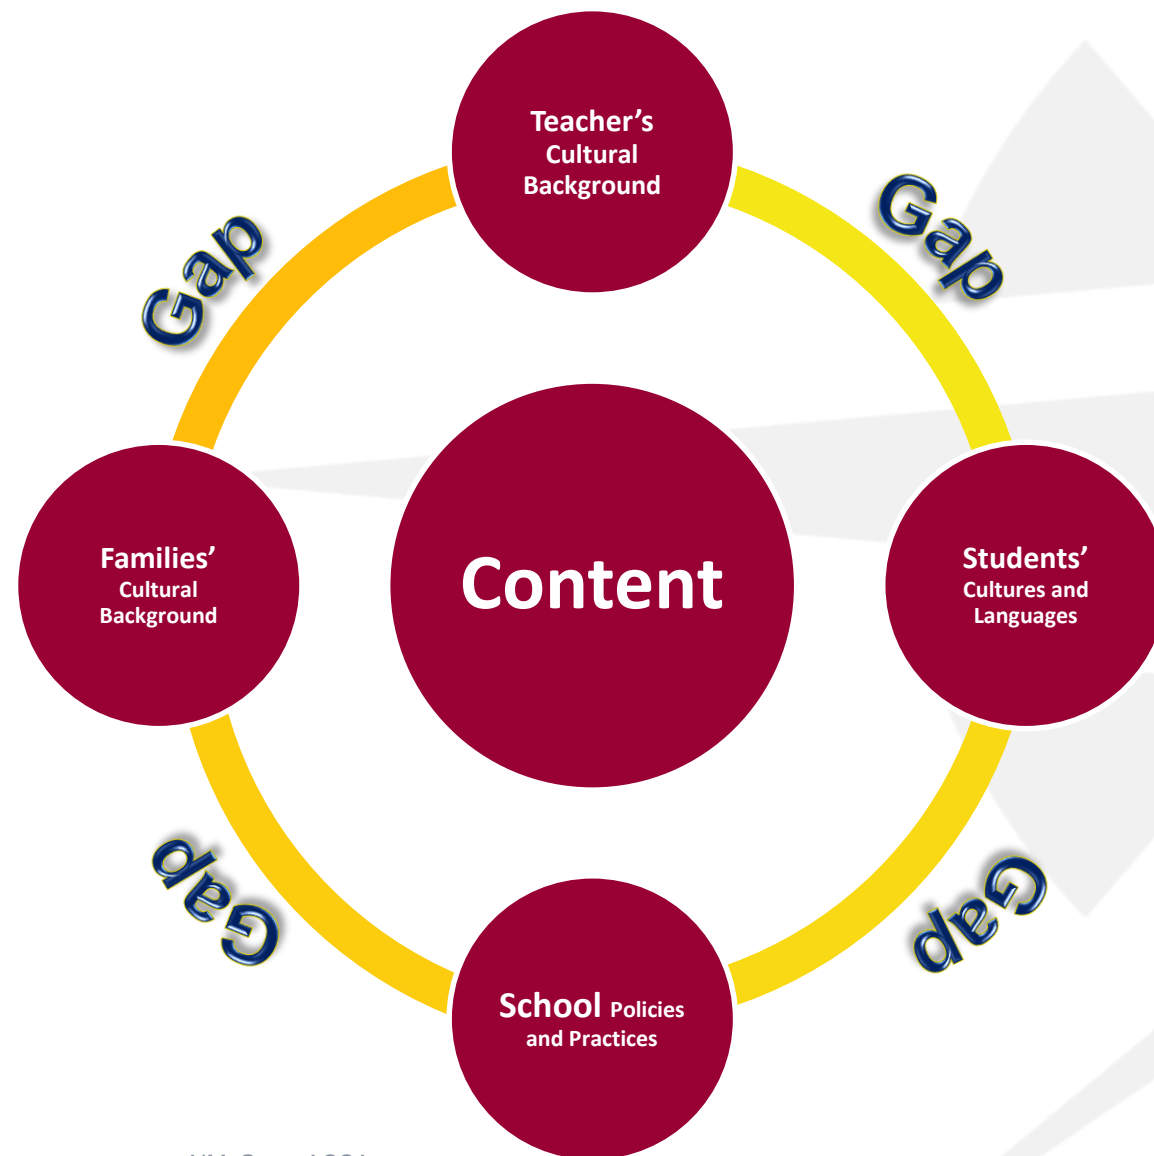 Teacher's
Cultural
Background
Gap
Gap
Families'
Cultural
Background
Content
Students'
Cultures and
Languages
Gap
Gap
School Policies
and Practices